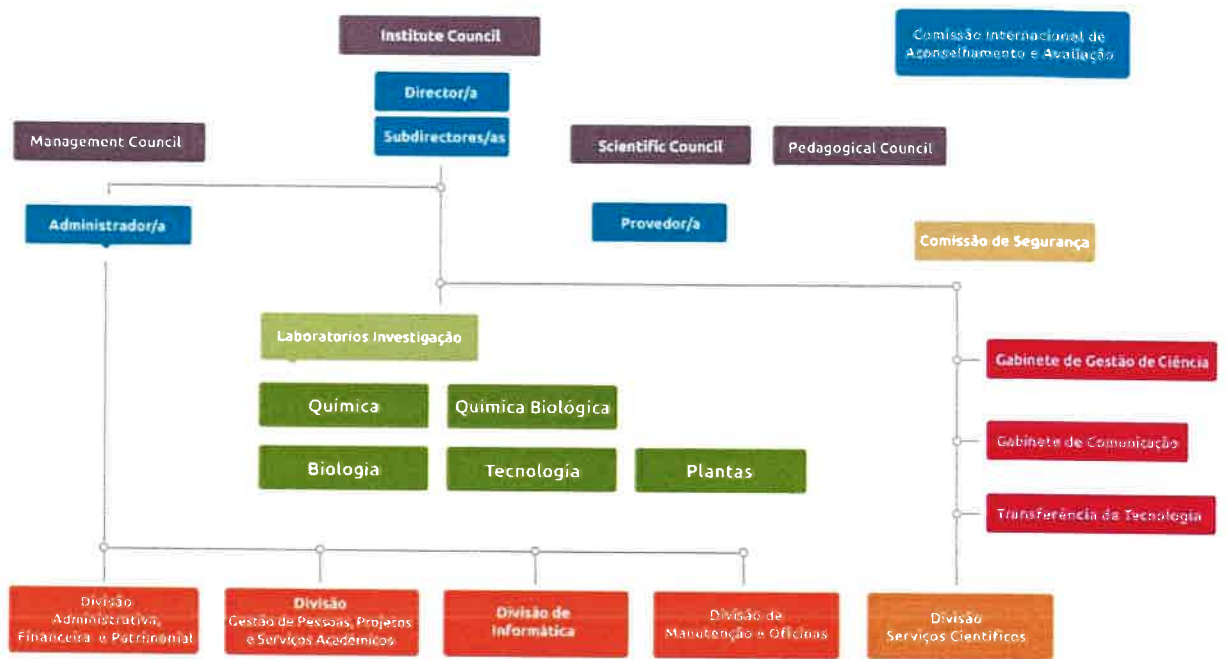 Institute Council
Comissão Internacional de
Aconselhamento e Avaliação
Director/a
Subdirectores/as
Management Council
Scientific Council
Pedagogical Council
Administrador/a
Provedor/a
Comissão de Segurança
Laboratorios Investigação
Gabinete de Gestão de Ciência
Química
Química Biológica
Gabinete de Comunicação
Biologia
Tecnologia
Plantas
Transferência da Tecnologia
Divisão
Administrativa,
Financeira e Patrimonial
Divisão
Gestão de Pessoas, Projetos
e Serviços Académicos
Divisão de
Informática
Divisão de
Manutenção e Oficinas
Divisão
Serviços Científicos